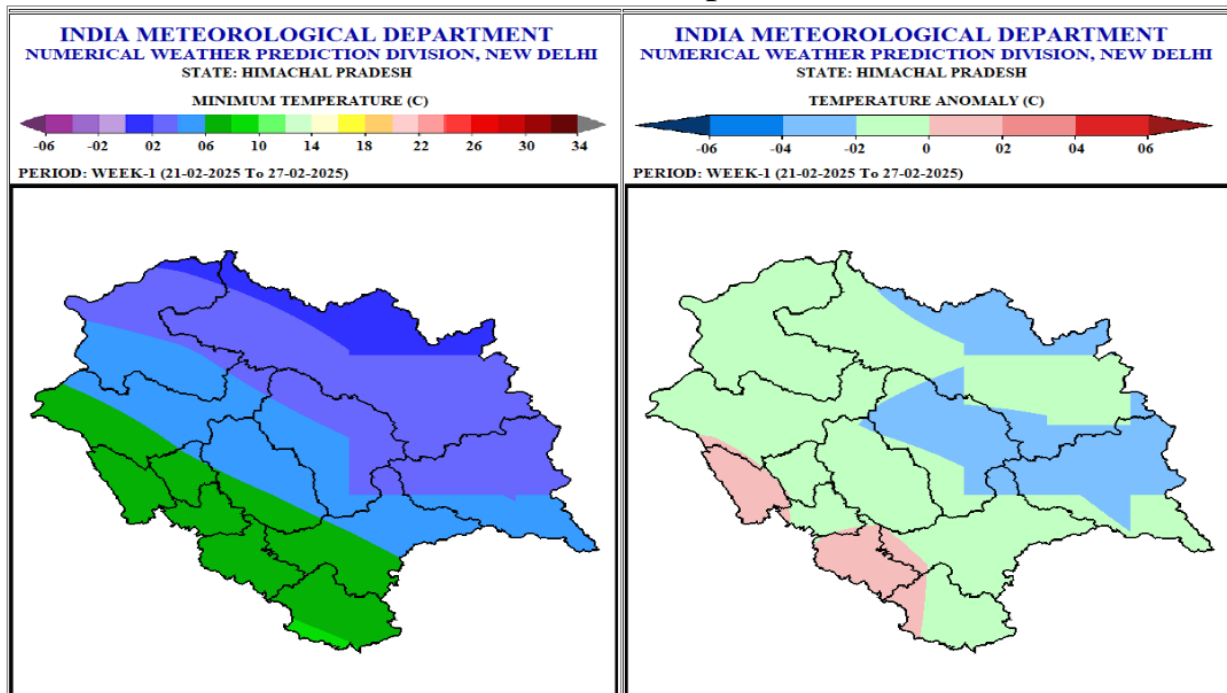 INDIA METEOROLOGICAL DEPARTMENT
NUMERICAL WEATHER PREDICTION DIVISION, NEW DELHI
STATE: HIMACHAL PRADESH
MINIMUM TEMPERATURE (C)
-06 -02 02 06 10 14 18 22 26 30 34
PERIOD: WEEK-1 (21-02-2025 To 27-02-2025)
INDIA METEOROLOGICAL DEPARTMENT
NUMERICAL WEATHER PREDICTION DIVISION, NEW DELHI
STATE: HIMACHAL PRADESH
TEMPERATURE ANOMALY (C)
-06 -04 -02 0 02 04 06
PERIOD: WEEK-1 (21-02-2025 To 27-02-2025)